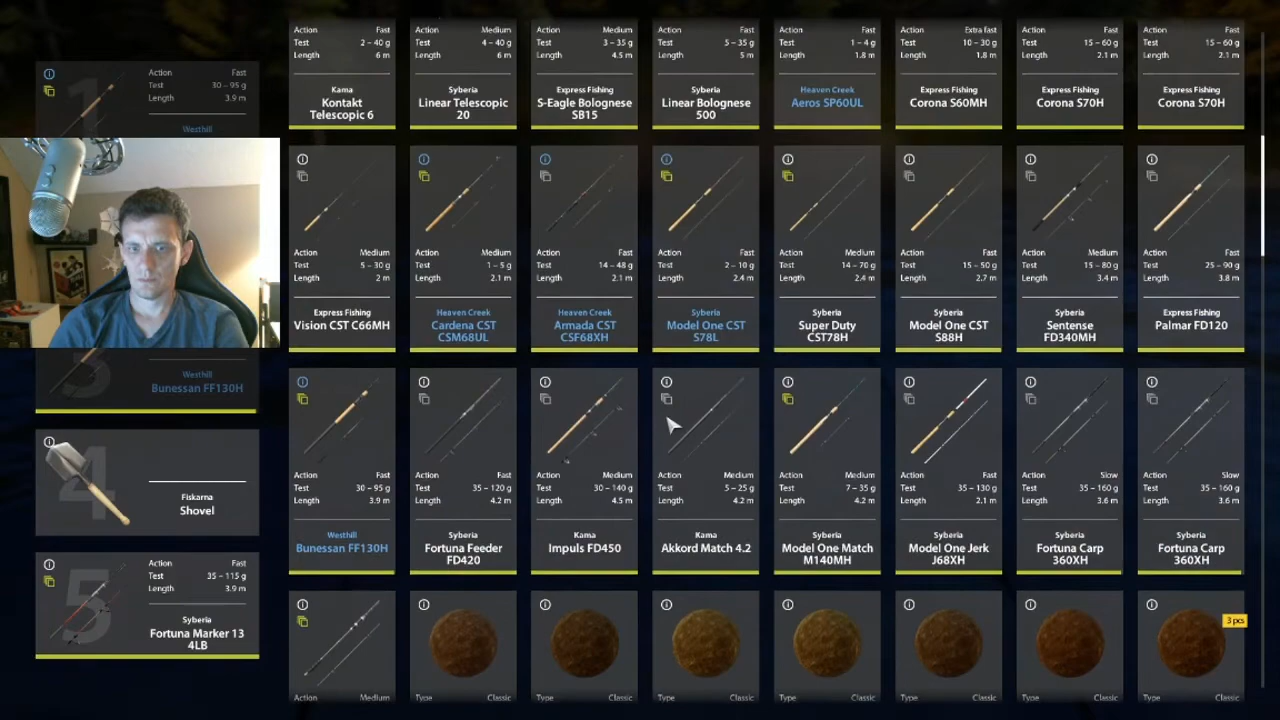 Action Fast
Test 30 – 95 g
Length 3.9 m
Westhill
3
Westhill
Bunessan FF130H
4
Fiskarna
Shovel
5
Action Fast
Test 35 – 115 g
Length 3.9 m
Syberia
Fortuna Marker 13
4LB
Action Fast
Test 2 – 40 g
Length 6 m
Kama
Kontakt
Telescopic 6
Action Medium
Test 4 – 40 g
Length 6 m
Syberia
Linear Telescopic
20
Action Medium
Test 3 – 35 g
Length 4.5 m
Express Fishing
S-Eagle Bolognese
SB15
Action Fast
Test 5 – 35 g
Length 5 m
Syberia
Linear Bolognese
500
Action Fast
Test 1 – 4 g
Length 1.8 m
Heaven Creek
Aeros SP60UL
Action Extra fast
Test 10 – 30 g
Length 1.8 m
Express Fishing
Corona S60MH
Action Fast
Test 15 – 60 g
Length 2.1 m
Express Fishing
Corona S70H
Action Fast
Test 15 – 60 g
Length 2.1 m
Express Fishing
Corona S70H
Action Medium
Test 5 – 30 g
Length 2 m
Express Fishing
Vision CST C66MH
Action Medium
Test 1 – 5 g
Length 2.1 m
Heaven Creek
Cardena CST
CSM68UL
Action Fast
Test 14 – 48 g
Length 2.1 m
Heaven Creek
Armada CST
CSF68XH
Action Fast
Test 2 – 10 g
Length 2.4 m
Syberia
Model One CST
S78L
Action Medium
Test 14 – 70 g
Length 2.4 m
Syberia
Super Duty
CST78H
Action Fast
Test 15 – 50 g
Length 2.7 m
Syberia
Model One CST
S88H
Action Medium
Test 15 – 80 g
Length 3.4 m
Syberia
Sentense
FD340MH
Action Fast
Test 25 – 90 g
Length 3.8 m
Express Fishing
Palmar FD120
Action Fast
Test 30 – 95 g
Length 3.9 m
Westhill
Bunessan FF130H
Action Fast
Test 35 – 120 g
Length 4.2 m
Syberia
Fortuna Feeder
FD420
Action Medium
Test 30 – 140 g
Length 4.5 m
Kama
Impuls FD450
Action Medium
Test 5 – 25 g
Length 4.2 m
Kama
Akkord Match 4.2
Action Medium
Test 7 – 35 g
Length 4.2 m
Syberia
Model One Match
M140MH
Action Fast
Test 35 – 130 g
Length 2.1 m
Syberia
Model One Jerk
J68XH
Action Slow
Test 35 – 160 g
Length 3.6 m
Syberia
Fortuna Carp
360XH
Action Slow
Test 35 – 160 g
Length 3.6 m
Syberia
Fortuna Carp
360XH
Action Medium
Type Classic
Type Classic
Type Classic
Type Classic
Type Classic
Type Classic
3 pcs
Type Classic